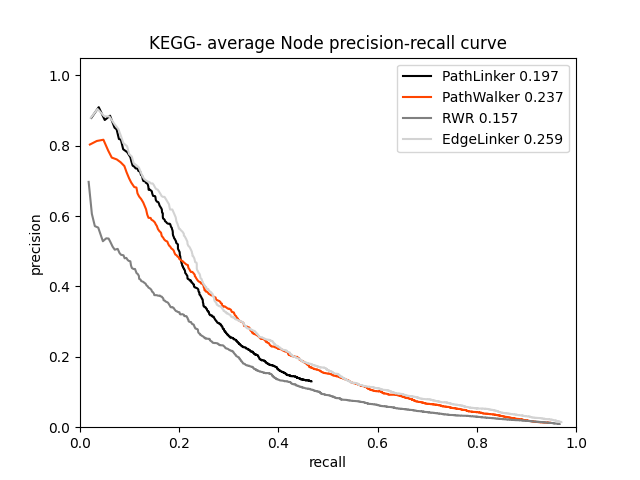 KEGG- average Node precision-recall curve
PathLinker 0.197
PathWalker 0.237
RWR 0.157
EdgeLinker 0.259
precision
1.0
0.8
0.6
0.4
0.2
0.0
0.0 0.2 0.4 0.6 0.8 1.0
recall